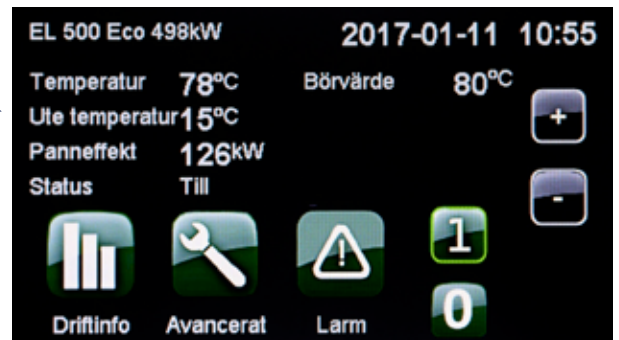 EL 500 Eco 498kW 2017-01-11 10:55
Temperatur 78°C Börvärde 80°C
Ute temperatur 15°C
+
Panneffekt 126kW
Status Till
-
1
0
Driftinfo Avancerat Larm